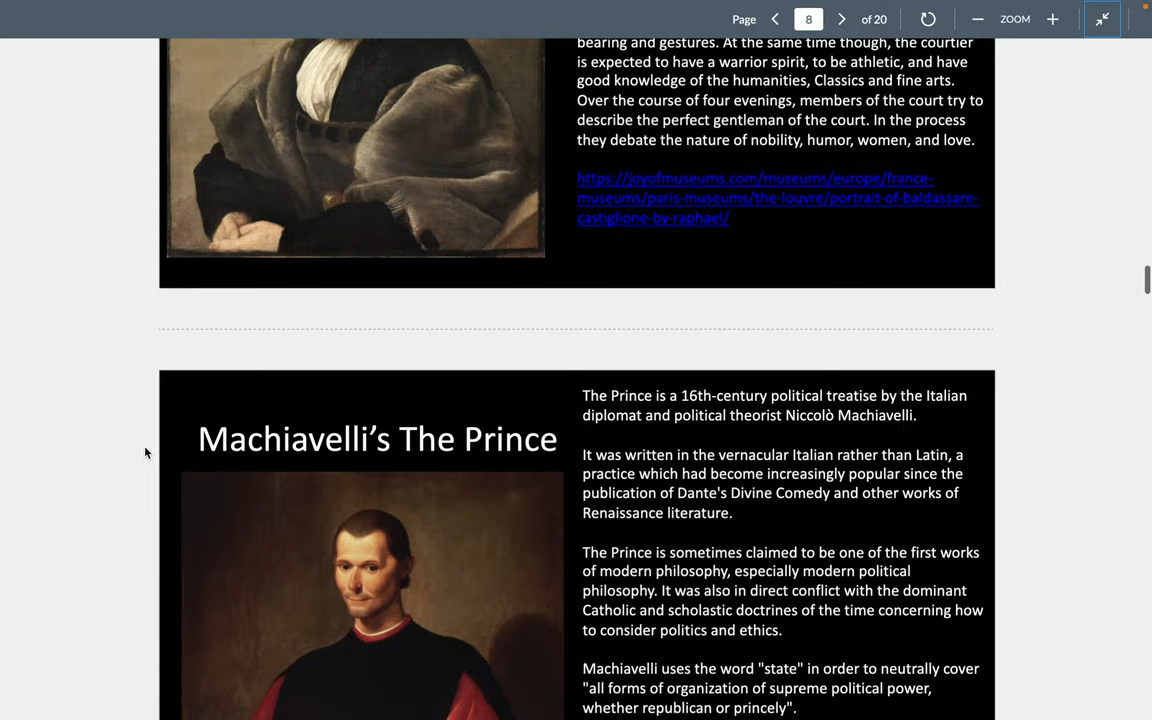 Page 8 of 20 ZOOM
bearing and gestures. At the same time though, the courtier
is expected to have a warrior spirit, to be athletic, and have
good knowledge of the humanities, Classics and fine arts.
Over the course of four evenings, members of the court try to
describe the perfect gentleman of the court. In the process
they debate the nature of nobility, humor, women, and love.
https://joyofmuseums.com/museums/europe/france-
museums/paris-museums/the-louvre/portrait-of-baldassare-
castiglione-by-raphael/
Machiavelli’s The Prince
The Prince is a 16th-century political treatise by the Italian
diplomat and political theorist Niccolò Machiavelli.
It was written in the vernacular Italian rather than Latin, a
practice which had become increasingly popular since the
publication of Dante's Divine Comedy and other works of
Renaissance literature.
The Prince is sometimes claimed to be one of the first works
of modern philosophy, especially modern political
philosophy. It was also in direct conflict with the dominant
Catholic and scholastic doctrines of the time concerning how
to consider politics and ethics.
Machiavelli uses the word "state" in order to neutrally cover
"all forms of organization of supreme political power,
whether republican or princely".